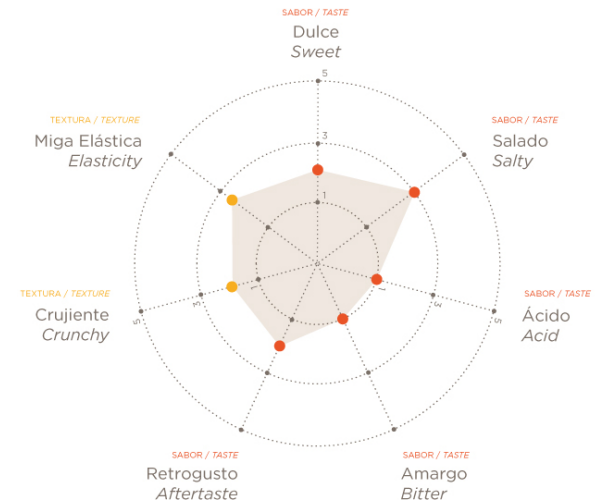 SABOR / TASTE
Dulce
Sweet
5
3
1
TEXTURA / TEXTURE
Miga Elástica
Elasticity
SABOR / TASTE
Salado
Salty
0
TEXTURA / TEXTURE
Crujiente
Crunchy
5
3
1
1
3
5
SABOR / TASTE
Ácido
Acid
SABOR / TASTE
Retrogusto
Aftertaste
SABOR / TASTE
Amargo
Bitter